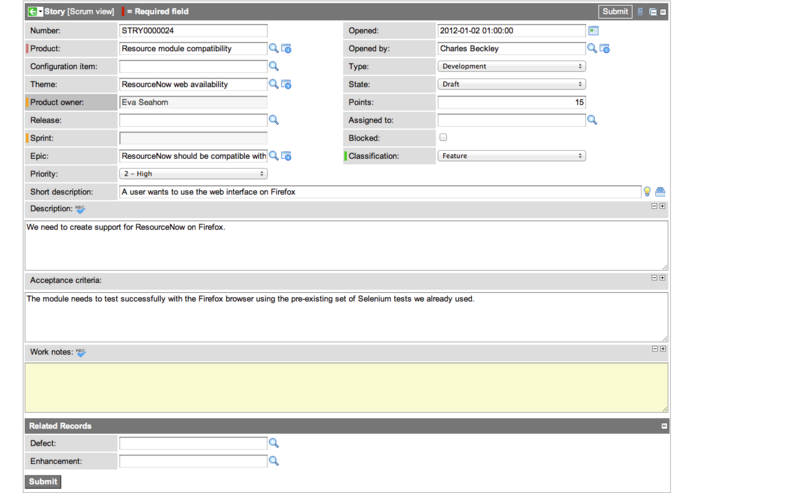 Story [Scrum view] = Required field Submit
Number: STRY0000024 Opened: 2012-01-02 01:00:00
Product: Resource module compatibility Opened by: Charles Beckley
Configuration item: Type: Development
Theme: ResourceNow web availability State: Draft
Product owner: Eva Seahorn Points: 15
Release: Assigned to:
Sprint: Blocked:
Epic: ResourceNow should be compatible with Classification: Feature
Priority: 2 - High
Short description: A user wants to use the web interface on Firefox
Description:
We need to create support for ResourceNow on Firefox.
Acceptance criteria:
The module needs to test successfully with the Firefox browser using the pre-existing set of Selenium tests we already used.
Work notes:
Related Records
Defect:
Enhancement:
Submit